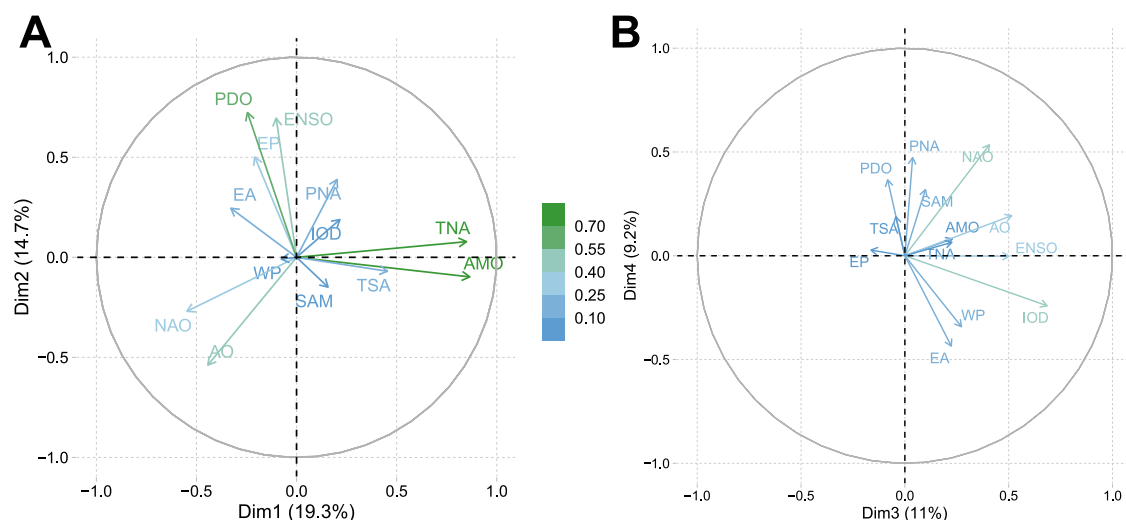 A
B
1.0
0.5
0.0
−0.5
−1.0
Dim2 (14.7%)
PDO
ENSO
EP
EA
PNA
IOD
TNA
AMO
WP
TSA
SAM
NAO
AO
−1.0
−0.5
0.0
0.5
1.0
Dim1 (19.3%)
0.70
0.55
0.40
0.25
0.10
1.0
0.5
0.0
−0.5
−1.0
Dim4 (9.2%)
PNA
NAO
PDO
SAM
TSA
AMO
AO
ENSO
TNA
EP
WP
IOD
EA
−1.0
−0.5
0.0
0.5
1.0
Dim3 (11%)